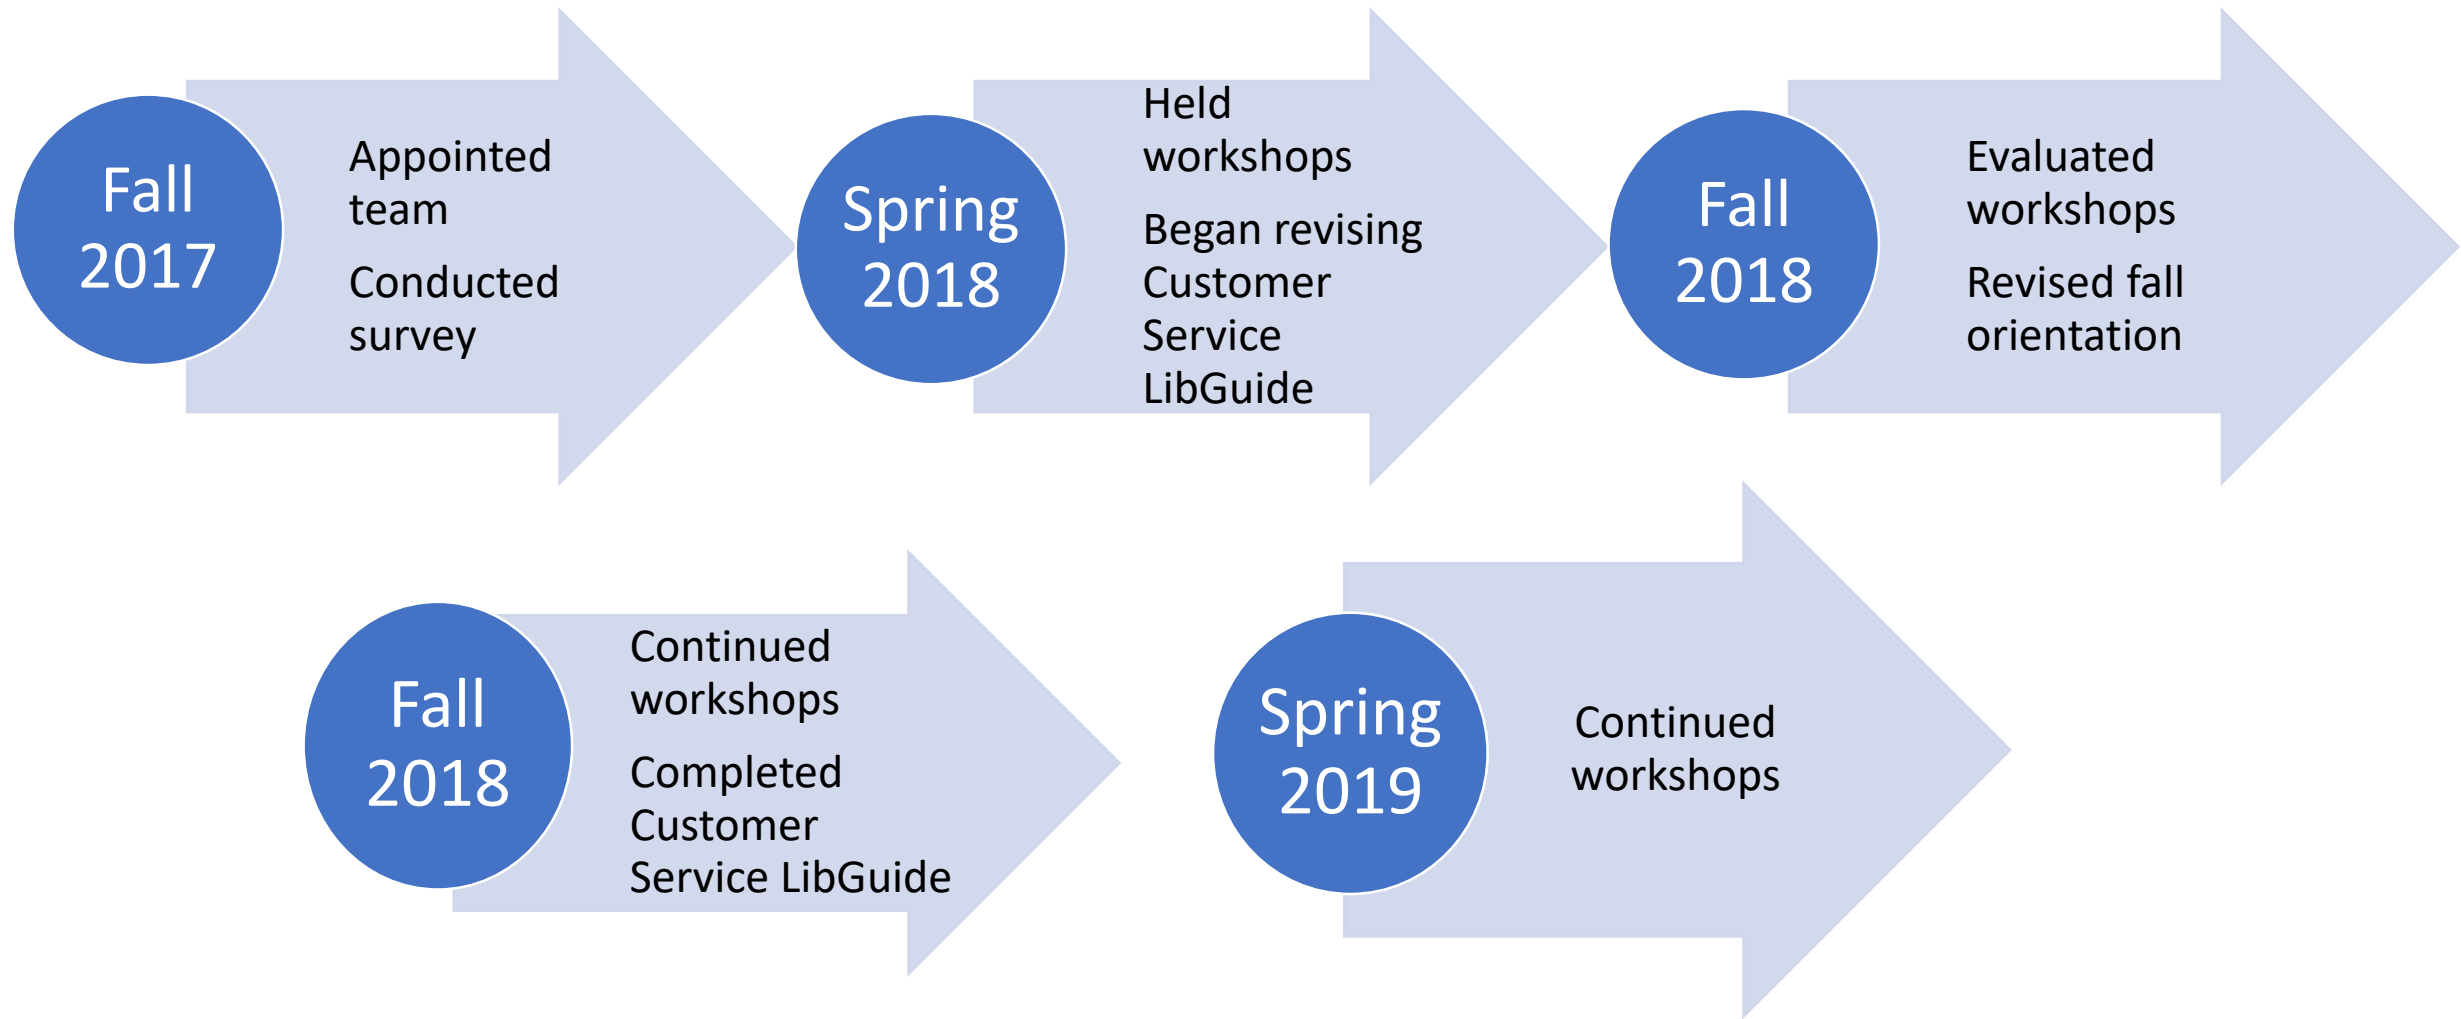 Fall
2017
Appointed
team
Conducted
survey
Spring
2018
Held
workshops
Began revising
Customer
Service
LibGuide
Fall
2018
Evaluated
workshops
Revised fall
orientation
Fall
2018
Continued
workshops
Completed
Customer
Service LibGuide
Spring
2019
Continued
workshops